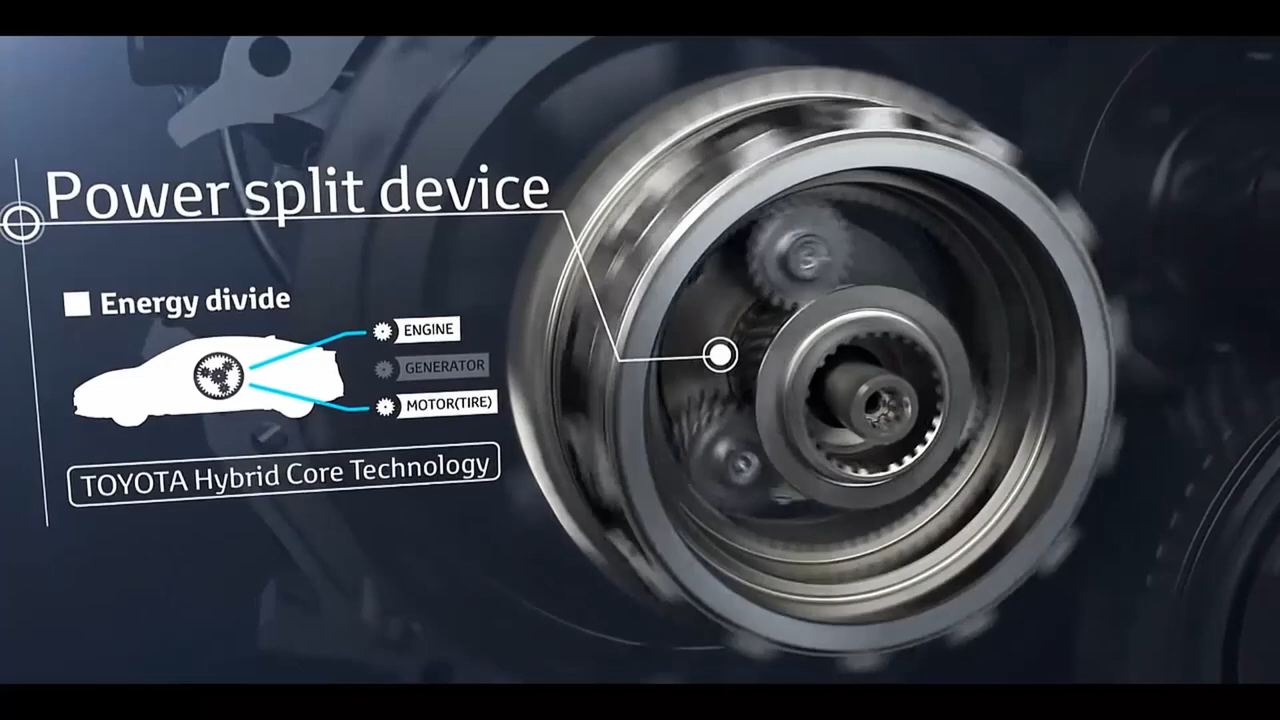 Power split device
Energy divide
ENGINE
GENERATOR
MOTOR(TIRE)
TOYOTA Hybrid Core Technology